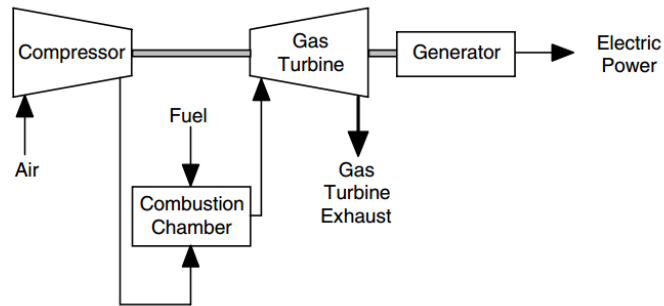 Compressor
Gas
Turbine
Generator
Electric
Power
Air
Fuel
Combustion
Chamber
Gas
Turbine
Exhaust